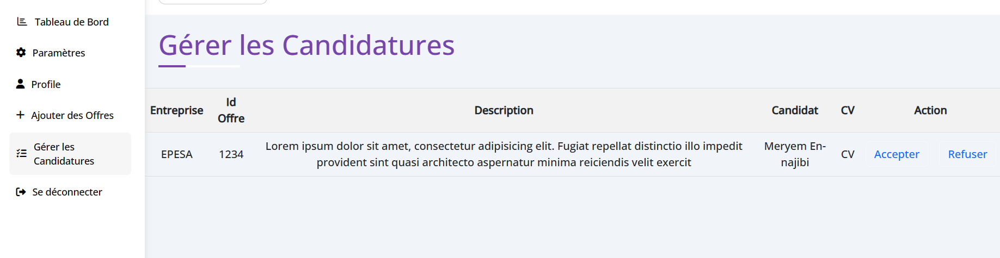 Tableau de Bord
Paramètres
Profile
Ajouter des Offres
Gérer les
Candidatures
Se déconnecter
Gérer les Candidatures
Entreprise
Id
Offre
Description
Candidat
CV
Action
EPESA
1234
Lorem ipsum dolor sit amet, consectetur adipisicing elit. Fugiat repellat distinctio illo impedit
provident sint quasi architecto aspernatur minima reiciendis velit exercit
Meryem En-
najibi
CV
Accepter
Refuser